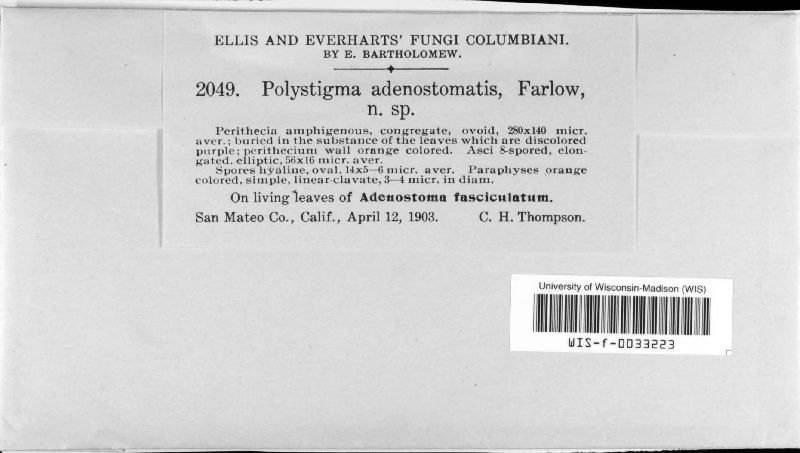 ELLIS AND EVERHARTS' FUNGI COLUMBIANI.
BY E. BARTHOLOMEW.
2049. Polystigma adenostomatis, Farlow,
n. sp.
Perithecia amphigenous, congregate, ovoid, 280x140 micr.
aver.; buried in the substance of the leaves which are discolored
purple; perithecium wall orange colored. Asci 8-spored, elon-
gated, elliptic, 56x16 micr. aver.
Spores hyaline, oval, 14x5—6 micr. aver. Paraphyses orange
colored, simple, linear-clavate, 3—4 micr. in diam.
On living leaves of Adenostoma fasciculatum.
San Mateo Co., Calif., April 12, 1903. C. H. Thompson.
University of Wisconsin-Madison (WIS)
WIS-f-0033223